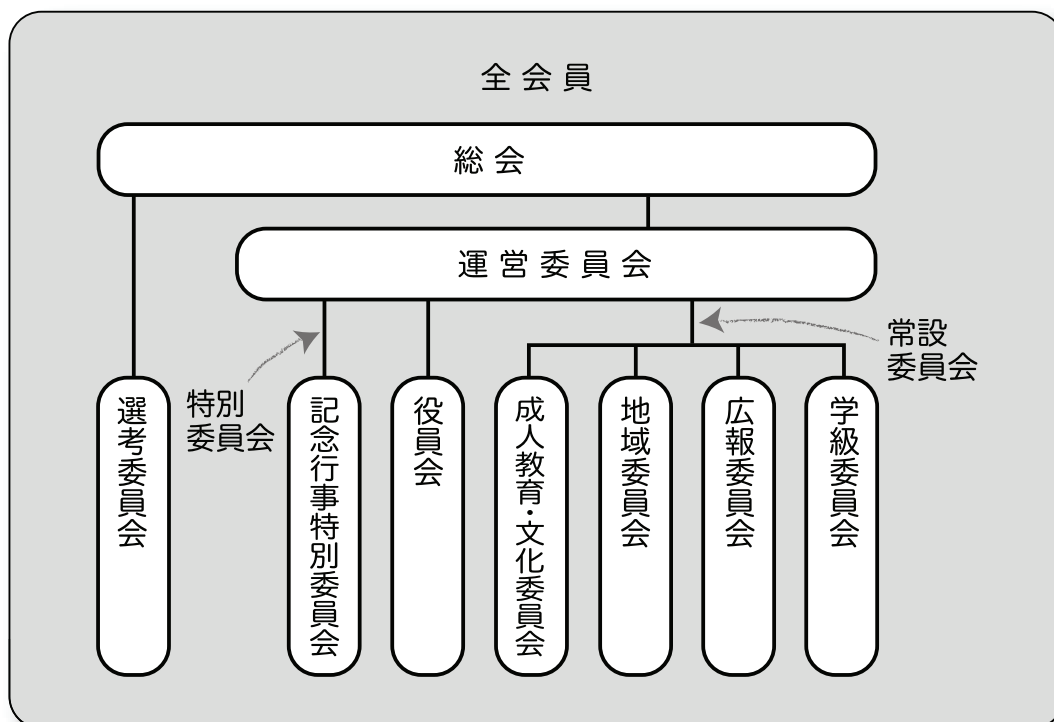 全会員
総会
運営委員会
常設
委員会
特別
委員会
選考委員会
記念行事特別委員会
役員会
成人教育・文化委員会
地域委員会
広報委員会
学級委員会